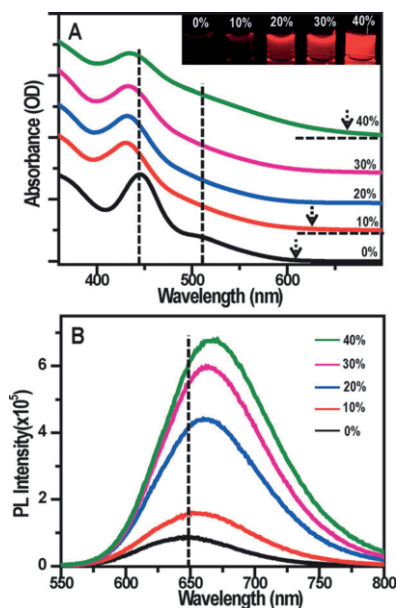 A
0% 10% 20% 30% 40%
Absorbance (OD)
40%
30%
20%
10%
0%
400 500 600
Wavelength (nm)
B
PL Intensity(x10⁵)
6
4
2
0
40%
30%
20%
10%
0%
550 600 650 700 750 800
Wavelength (nm)